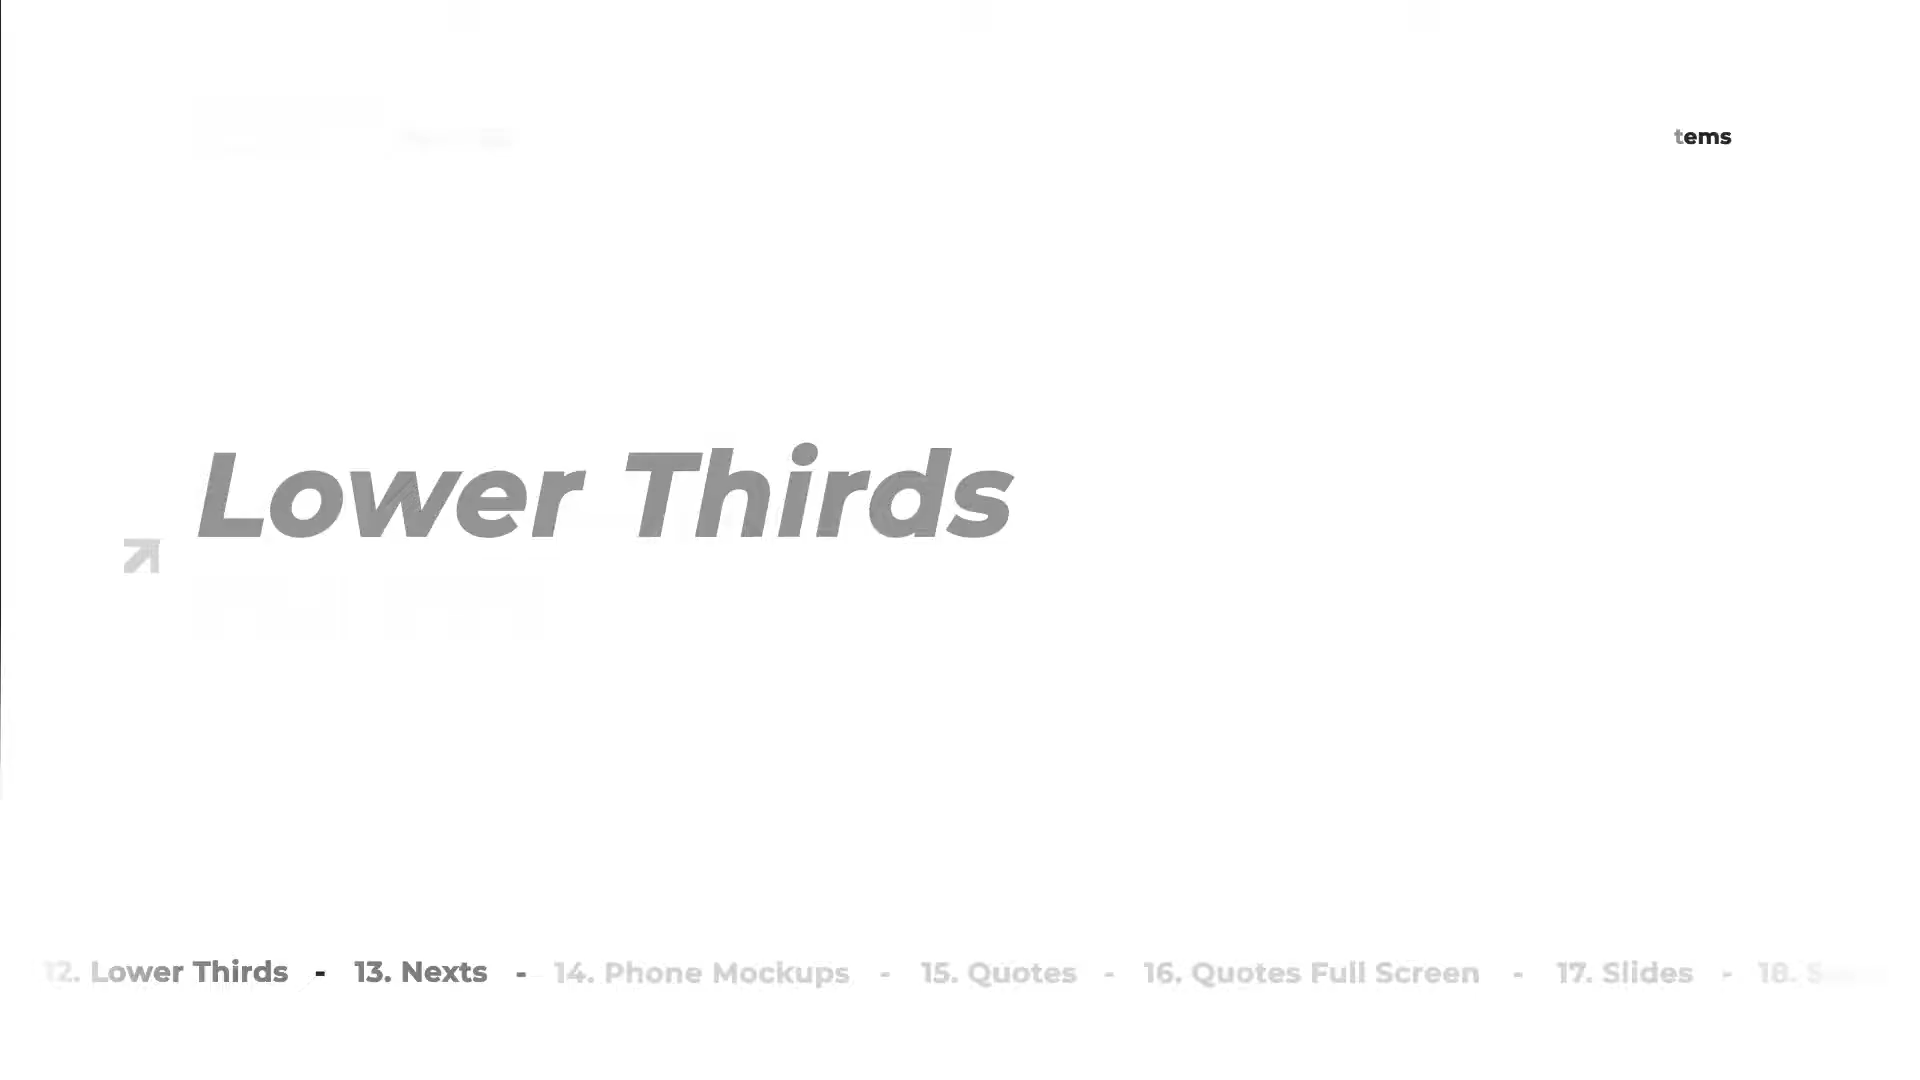 tems
Lower Thirds
12. Lower Thirds - 13. Nexts - 14. Phone Mockups - 15. Quotes - 16. Quotes Full Screen - 17. Slides - 18.